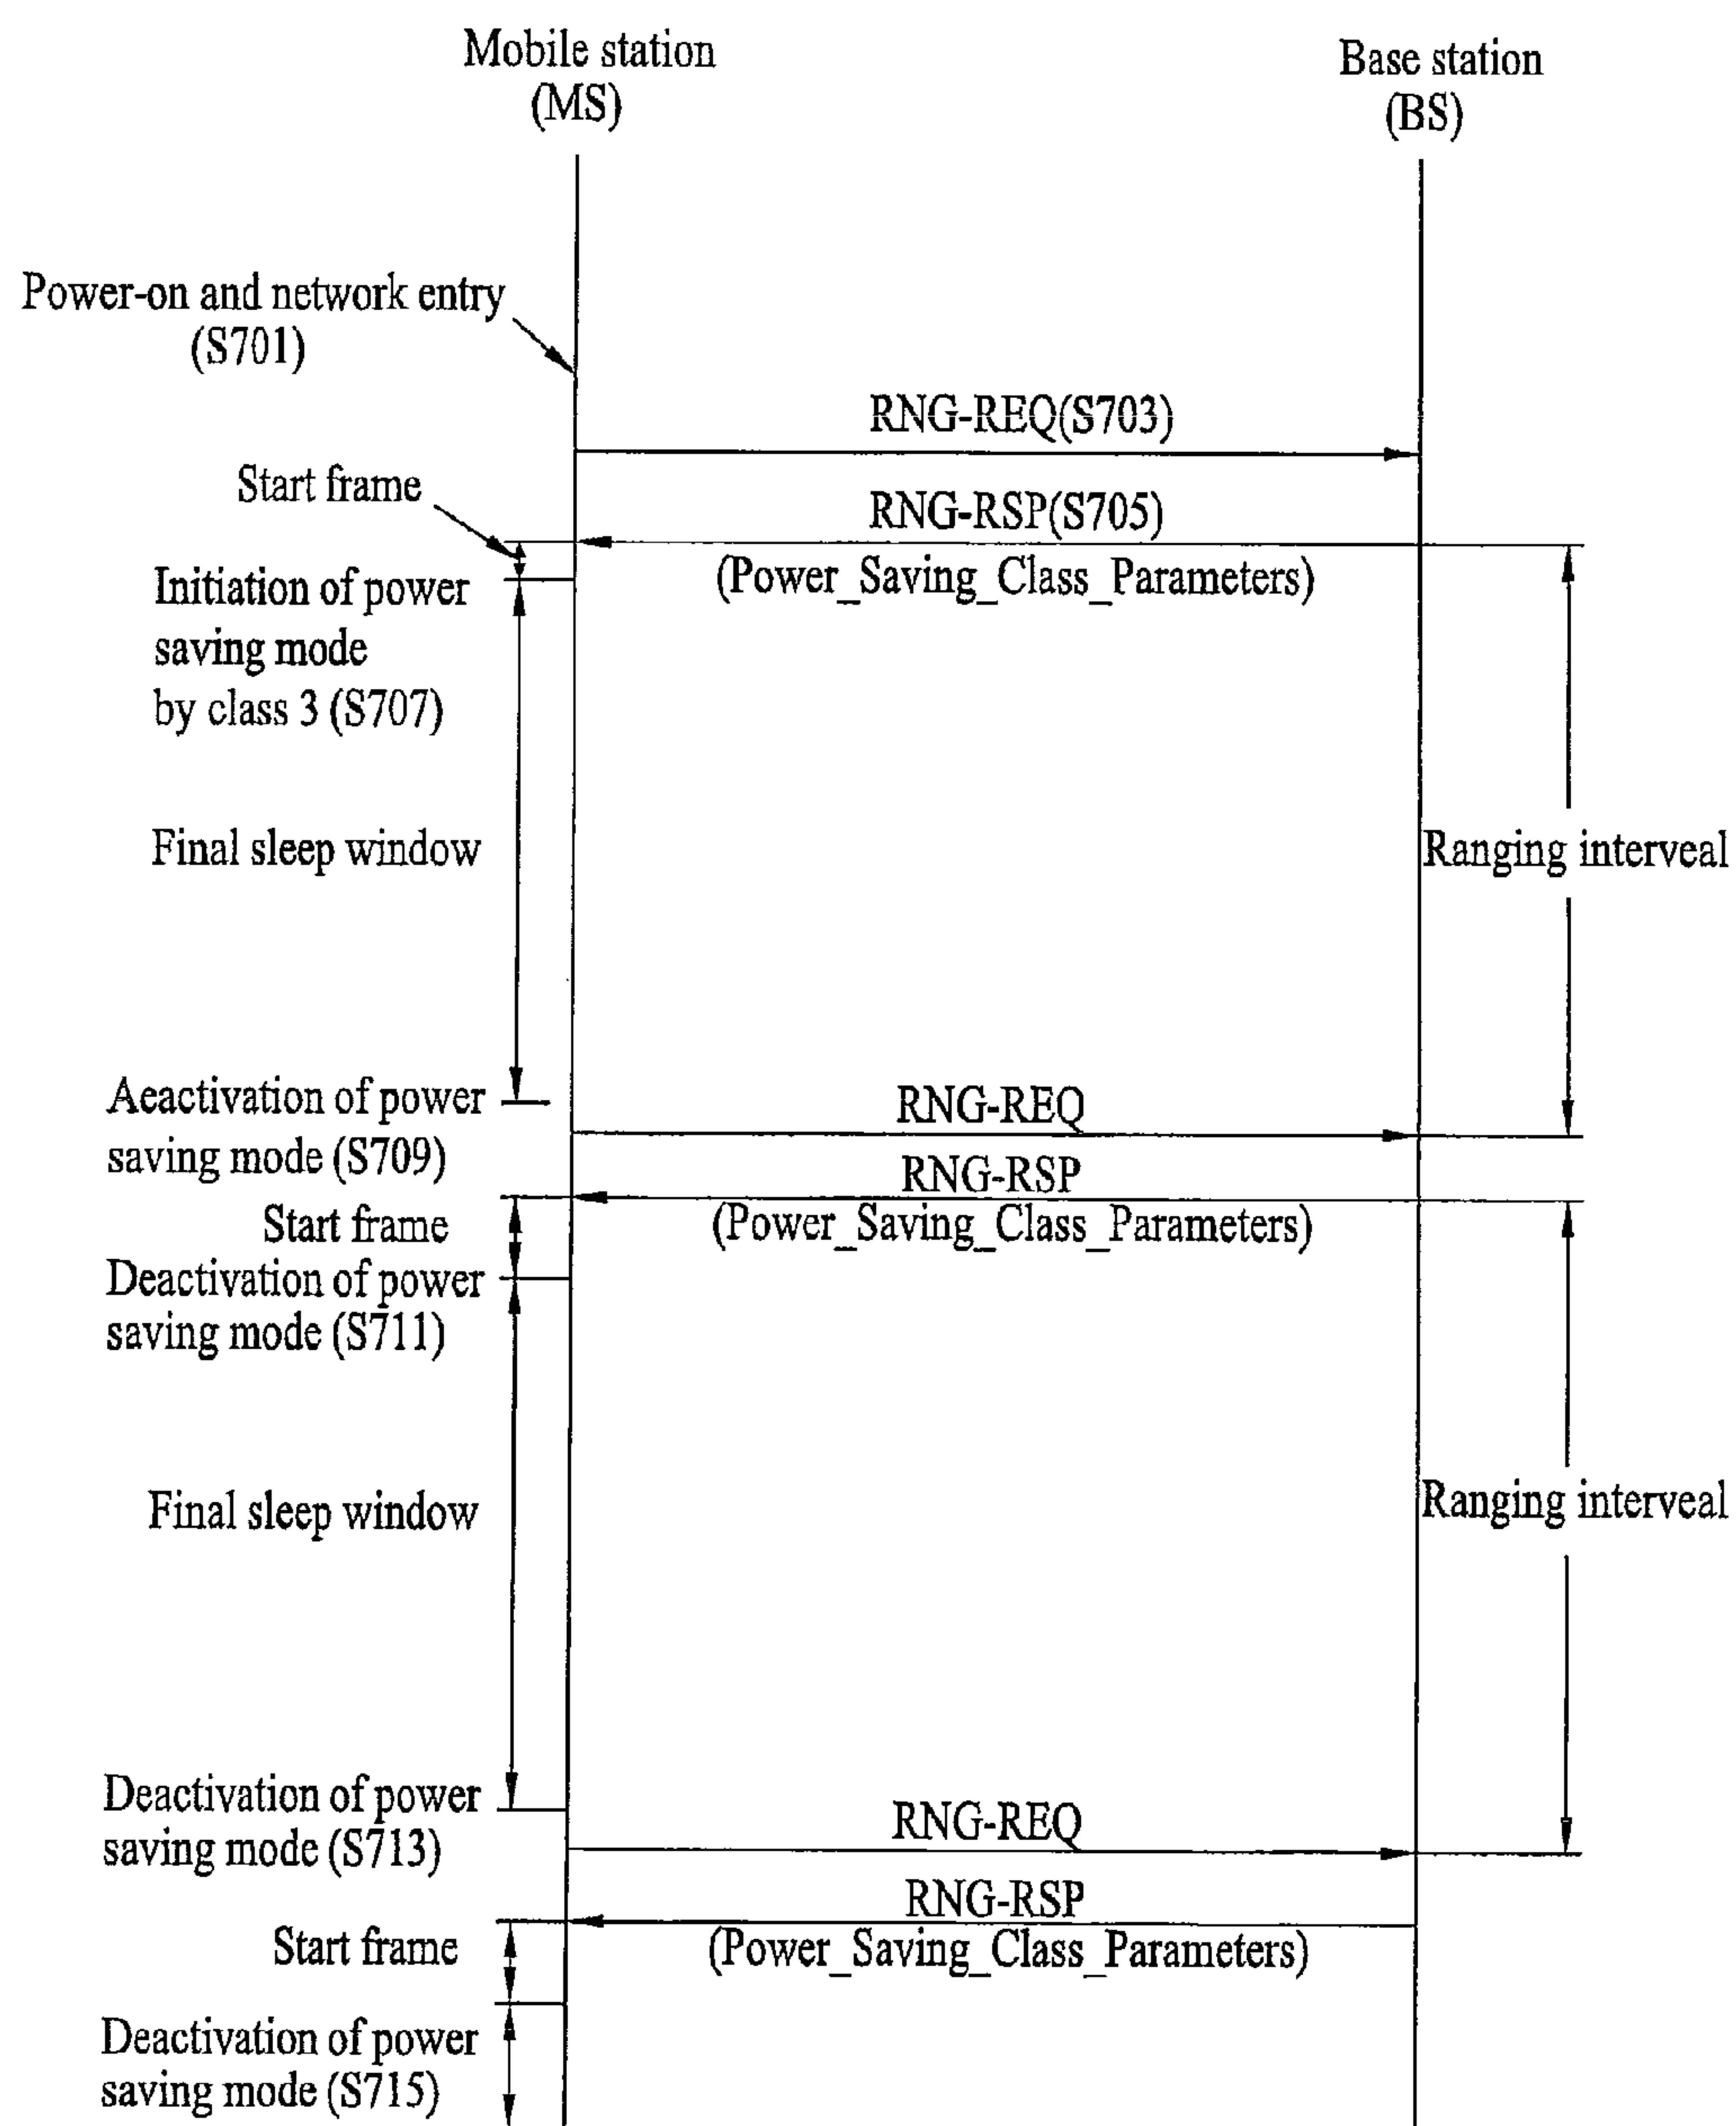 Mobile station
(MS)
Base station
(BS)
Power-on and network entry
(S701)
RNG-REQ(S703)
Start frame
RNG-RSP(S705)
(Power_Saving_Class_Parameters)
Initiation of power
saving mode
by class 3 (S707)
Final sleep window
Ranging interveal
Aeactivation of power
saving mode (S709)
RNG-REQ
RNG-RSP
(Power_Saving_Class_Parameters)
Start frame
Deactivation of power
saving mode (S711)
Final sleep window
Ranging interveal
Deactivation of power
saving mode (S713)
RNG-REQ
RNG-RSP
(Power_Saving_Class_Parameters)
Start frame
Deactivation of power
saving mode (S715)